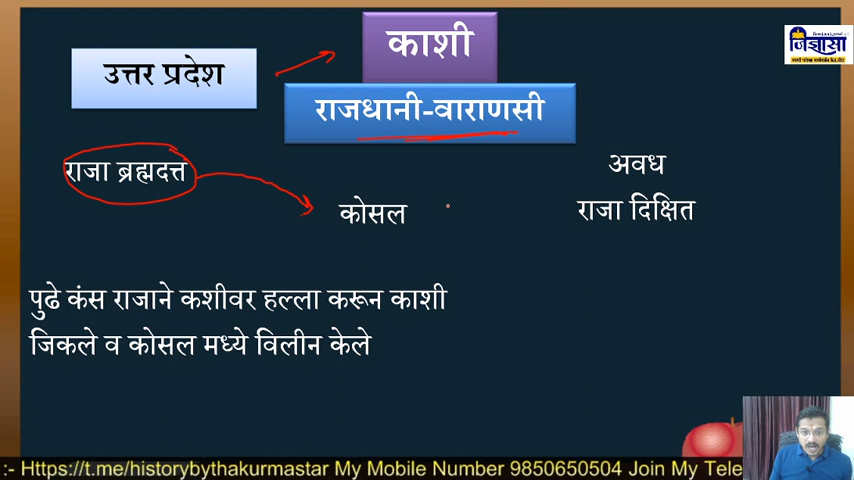 काशी
उत्तर प्रदेश
राजधानी-वाराणसी
जिज्ञासा
राजा ब्रह्मदत्त
कोसल
अवध
राजा दिक्षित
पुढे कंस राजाने कशीवर हल्ला करून काशी
जिकले व कोसल मध्ये विलीन केले
:- Https://t.me/historybythakurmastar My Mobile Number 9850650504 Join My Tele